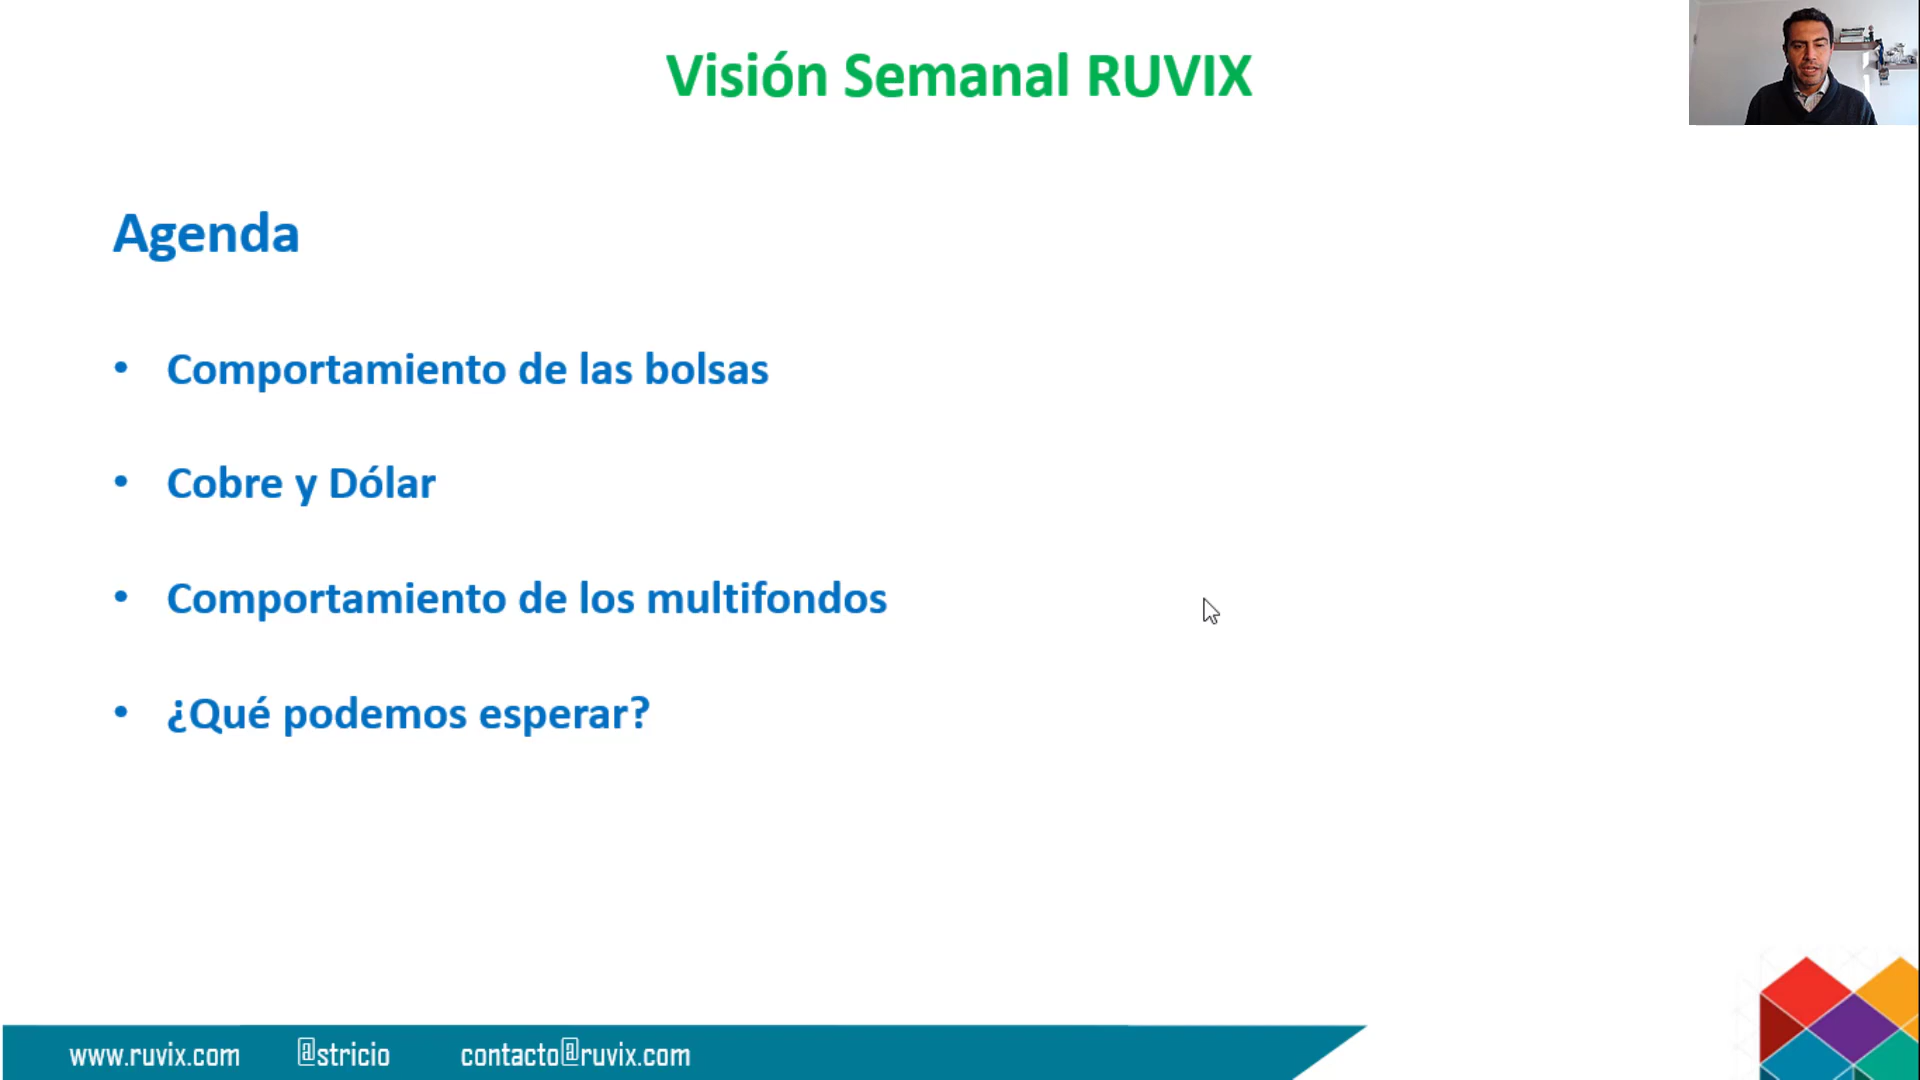 Visión Semanal RUVIX
Agenda
• Comportamiento de las bolsas
• Cobre y Dólar
• Comportamiento de los multifondos
• ¿Qué podemos esperar?
www.ruvix.com @stricio contacto@ruvix.com